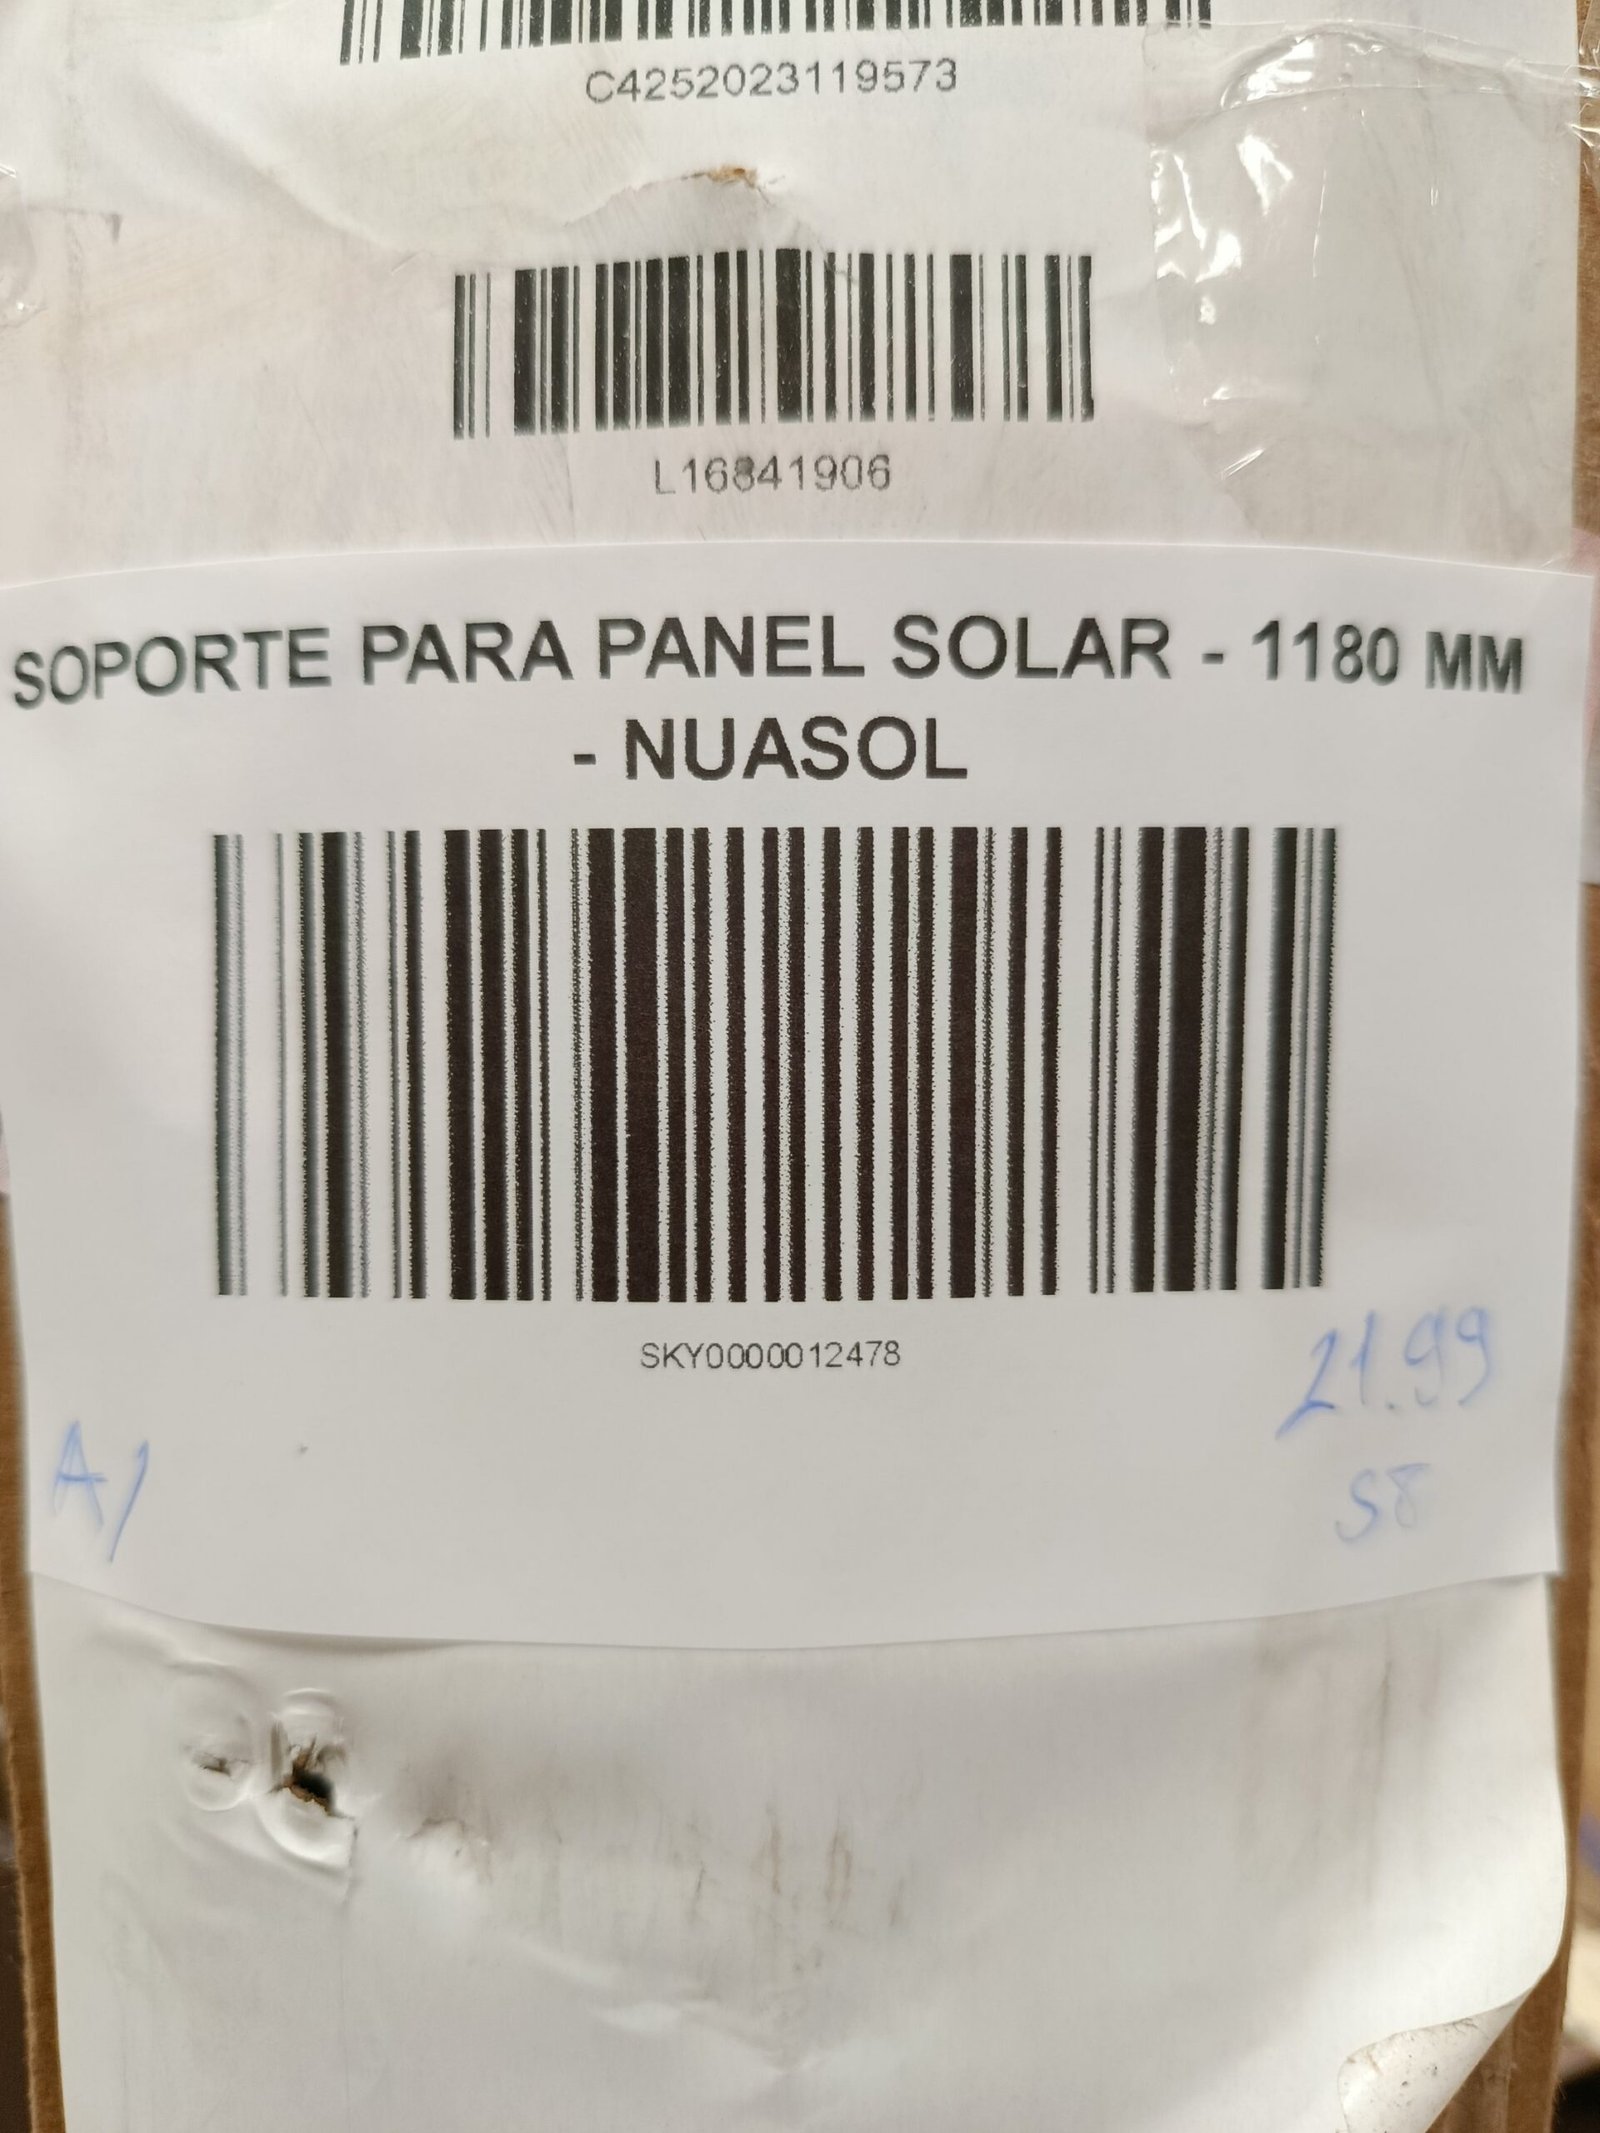 C4252023119573
L16841906
SOPORTE PARA PANEL SOLAR - 1180 MM
- NUASOL
SKY0000012478
21.99
A1
S8